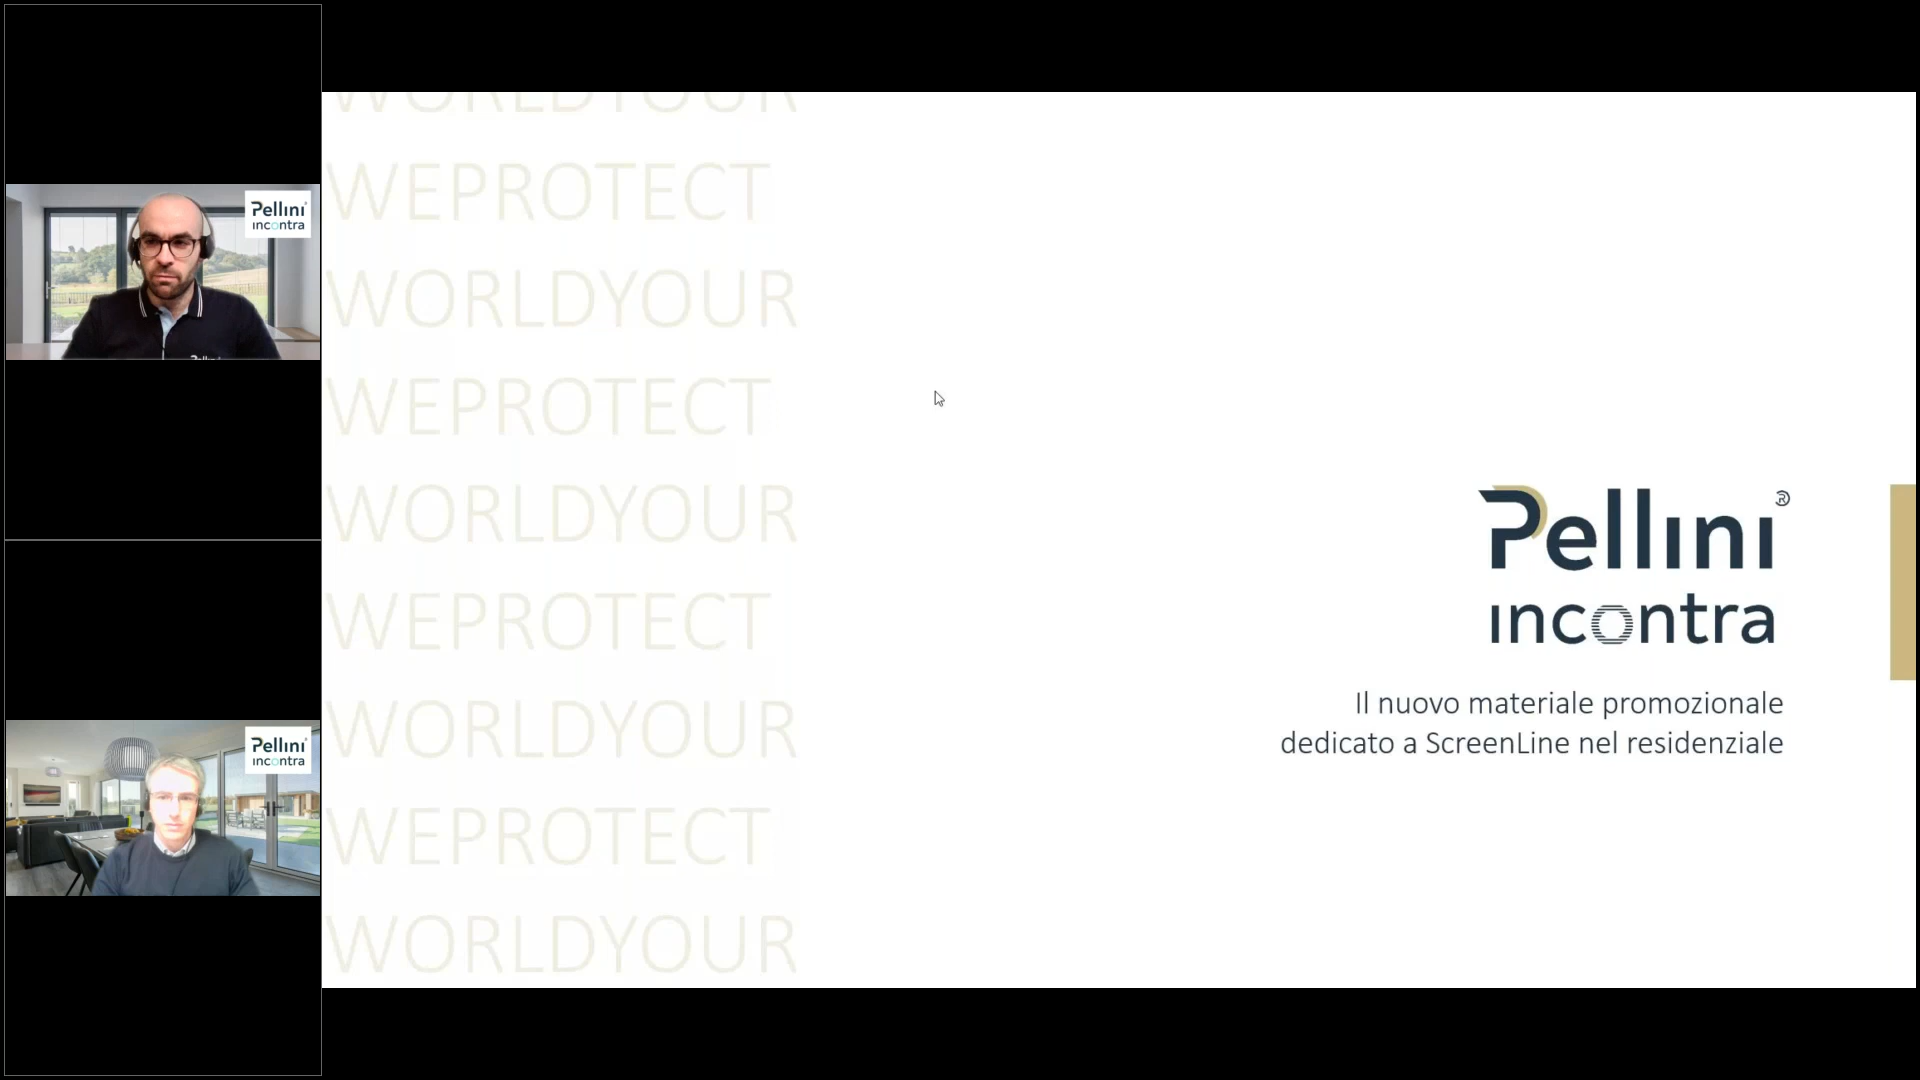 Pellini
incontra
Pellini
incontra
WORLDYOUR
WEPROTECT
WORLDYOUR
WEPROTECT
WORLDYOUR
WEPROTECT
WORLDYOUR
WEPROTECT
WORLDYOUR
Pellini®
incontra
Il nuovo materiale promozionale
dedicato a ScreenLine nel residenziale